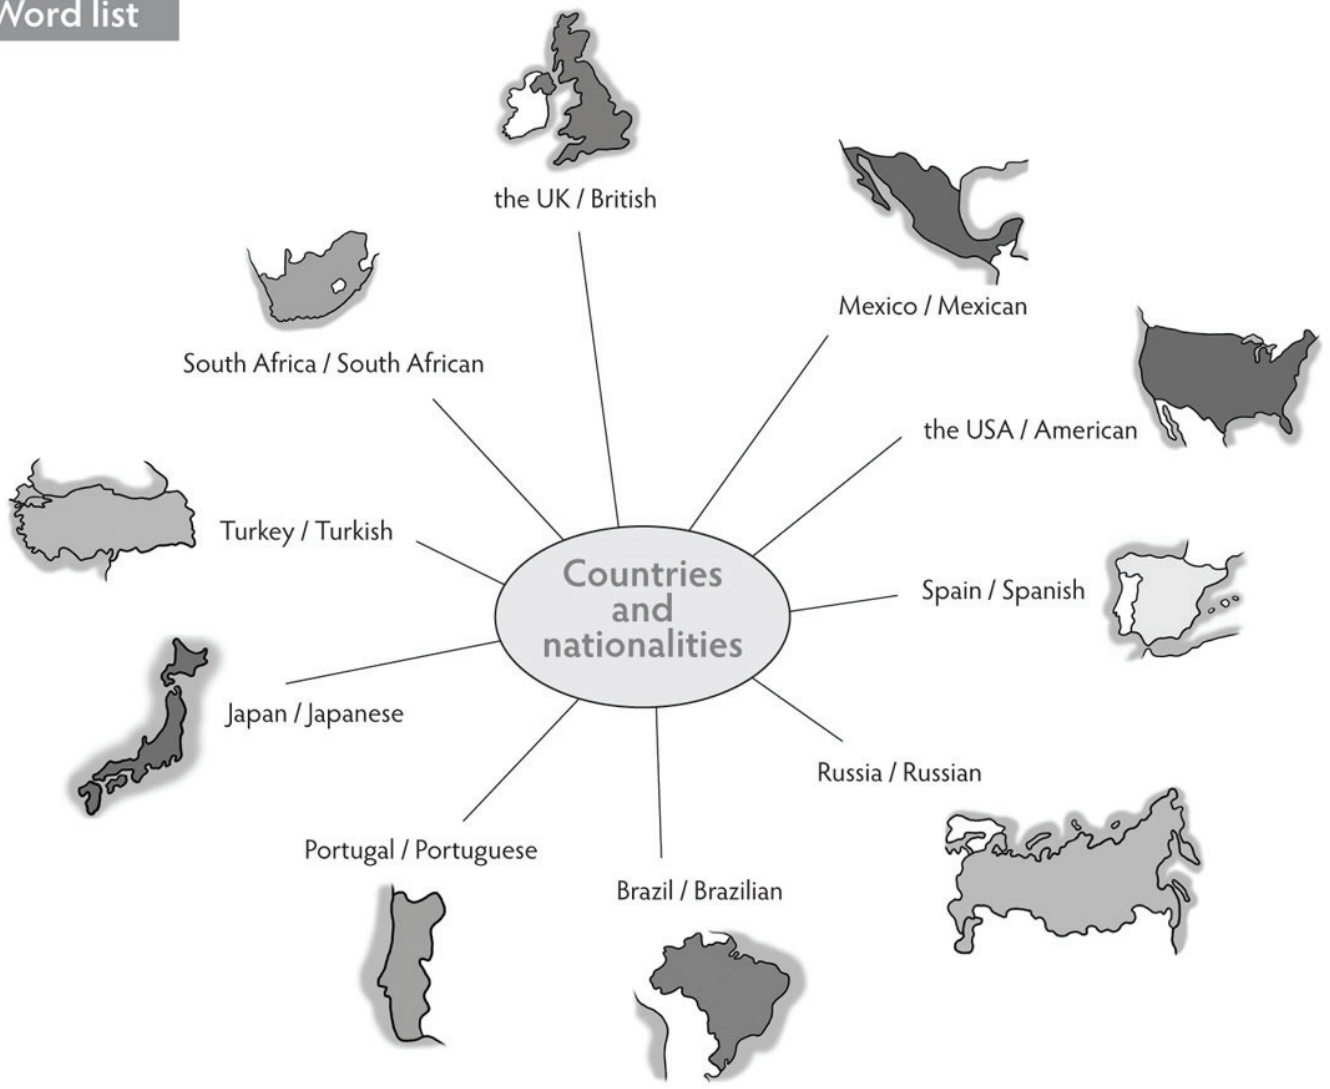 Word list
the UK / British
Mexico / Mexican
South Africa / South African
the USA / American
Turkey / Turkish
Countries
and
nationalities
Spain / Spanish
Japan / Japanese
Russia / Russian
Portugal / Portuguese
Brazil / Brazilian